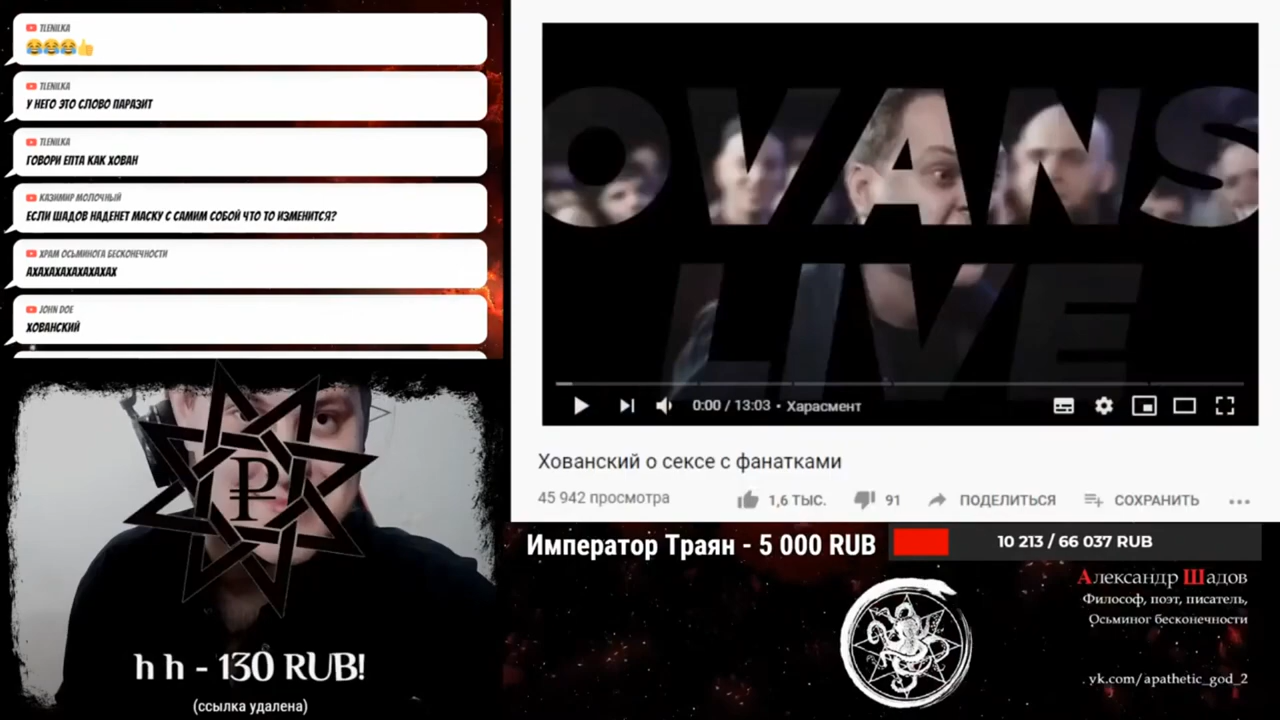 TLENILKA
😂😂😂👍
TLENILKA
У НЕГО ЭТО СЛОВО ПАРАЗИТ
TLENILKA
ГОВОРИ ЕПТА КАК ХОВАН
КАЗИМИР МОЛОЧНЫЙ
ЕСЛИ ШАДОВ НАДЕНЕТ МАСКУ С САМИМ СОБОЙ ЧТО ТО ИЗМЕНИТСЯ?
ХРАМ ОСЬМИНОГА БЕСКОНЕЧНОСТИ
АХАХАХАХАХАХАХ
JOHN DOE
ХОВАНСКИЙ
₽
h h - 130 RUB!
(ссылка удалена)
OVANS
LIVE
0:00 / 13:03 • Харасмент
Хованский о сексе с фанатками
45 942 просмотра
1,6 ТЫС.
91
ПОДЕЛИТЬСЯ
СОХРАНИТЬ
Император Траян - 5 000 RUB
10 213 / 66 037 RUB
Александр Шадов
Философ, поэт, писатель,
Осьминог бесконечности
vk.com/apathetic_god_2